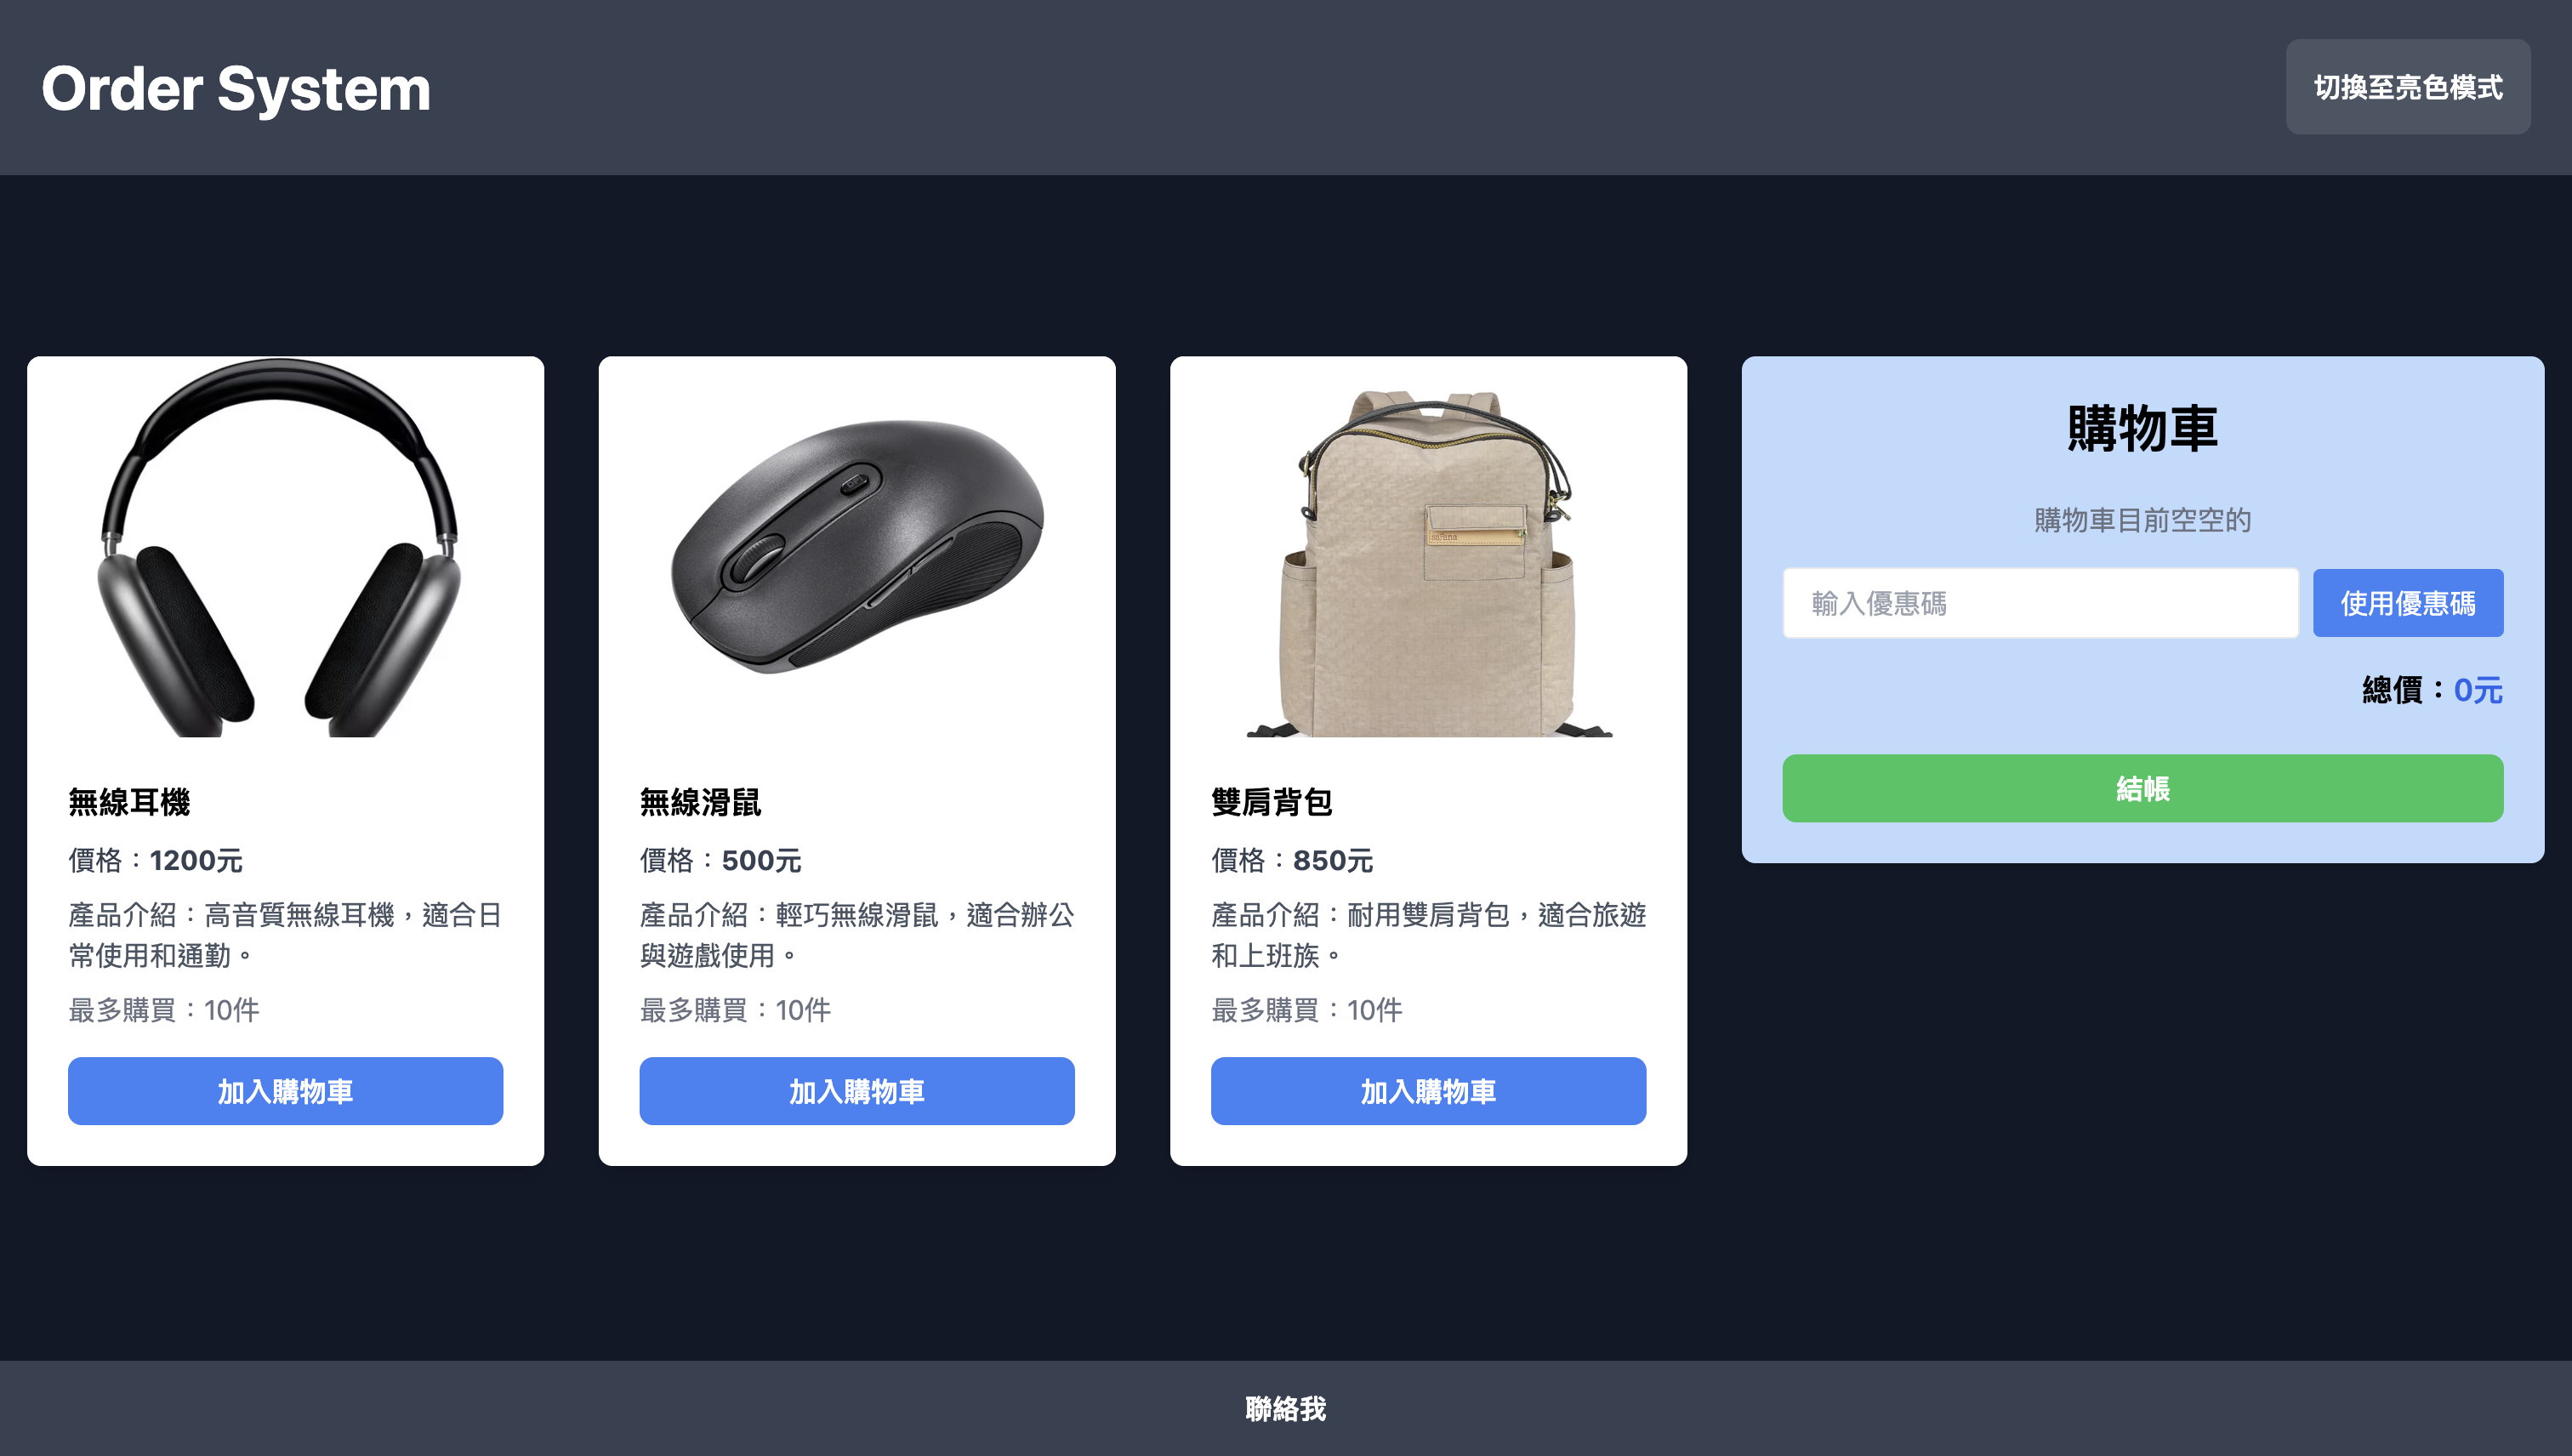 Order System
切換至亮色模式
無線耳機
價格：1200元
產品介紹：高音質無線耳機，適合日
常使用和通勤。
最多購買：10件
加入購物車
無線滑鼠
價格：500元
產品介紹：輕巧無線滑鼠，適合辦公
與遊戲使用。
最多購買：10件
加入購物車
雙肩背包
價格：850元
產品介紹：耐用雙肩背包，適合旅遊
和上班族。
最多購買：10件
加入購物車
購物車
購物車目前空空的
輸入優惠碼
使用優惠碼
總價：0元
結帳
聯絡我